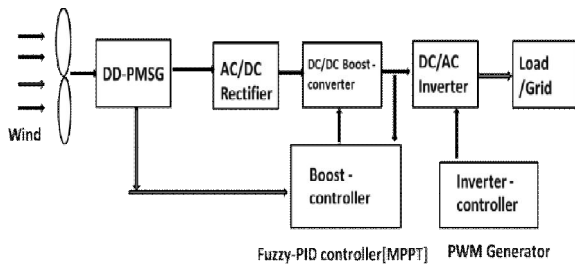 Wind
DD-PMSG
AC/DC
Rectifier
DC/DC Boost-
converter
DC/AC
Inverter
Load
/Grid
Boost -
controller
Inverter-
controller
Fuzzy-PID controller[MPPT]
PWM Generator